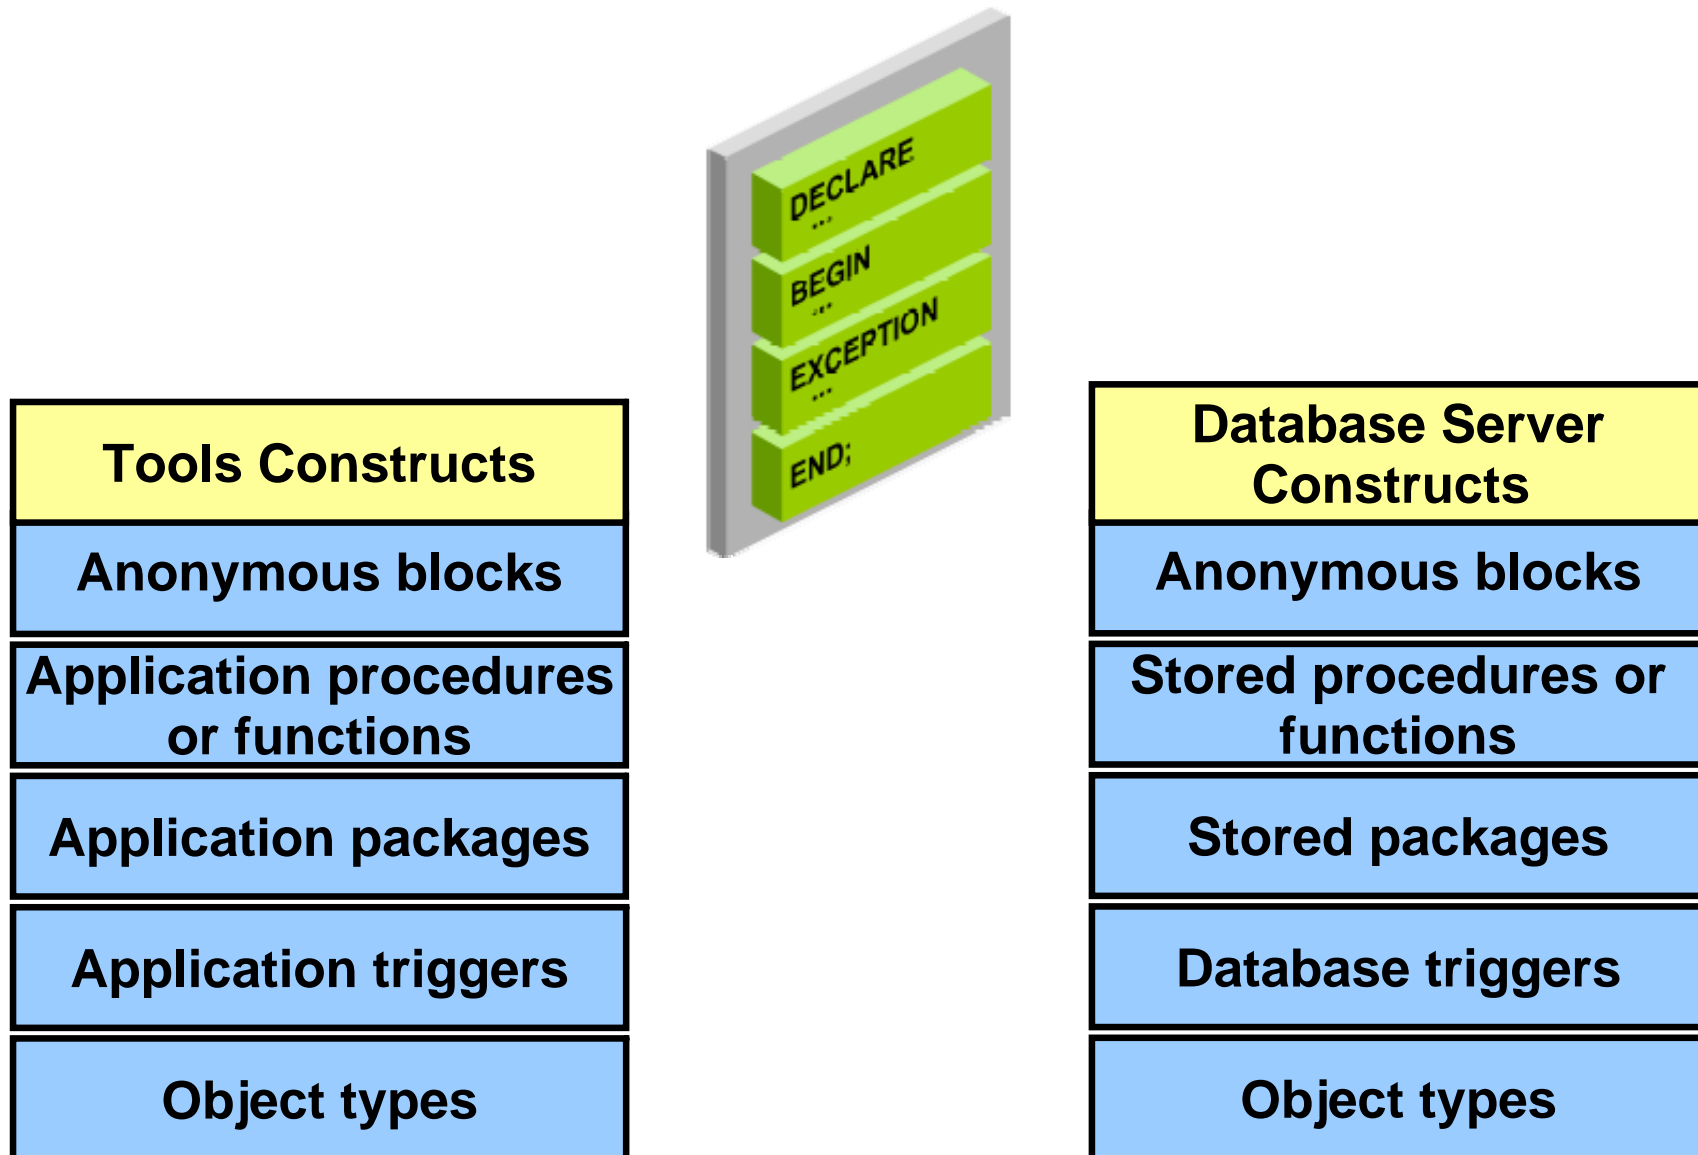 DECLARE
...
BEGIN
...
EXCEPTION
...
END;
Tools Constructs
Anonymous blocks
Application procedures
or functions
Application packages
Application triggers
Object types
Database Server
Constructs
Anonymous blocks
Stored procedures or
functions
Stored packages
Database triggers
Object types